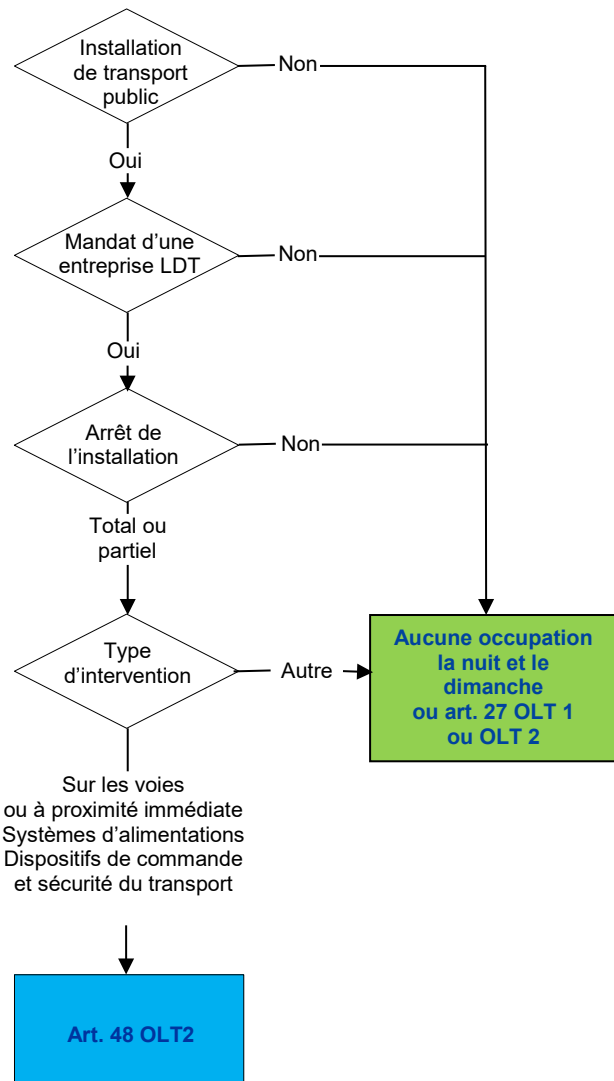 Installation
de transport
public
Non
Oui
Mandat d’une
entreprise LDT
Non
Oui
Arrêt de
l’installation
Non
Total ou
partiel
Type
d’intervention
Autre
Aucune occupation
la nuit et le
dimanche
ou art. 27 OLT 1
ou OLT 2
Sur les voies
ou à proximité immédiate
Systèmes d’alimentations
Dispositifs de commande
et sécurité du transport
Art. 48 OLT2